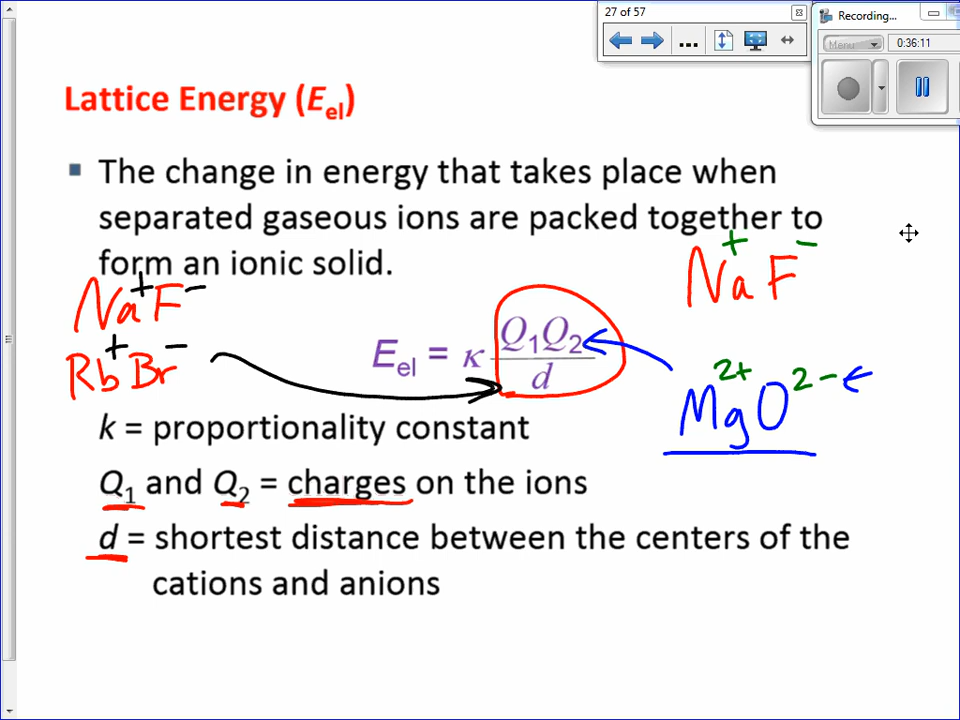 27 of 57
Recording...
Menu
0:36:11
Lattice Energy (Eel)
The change in energy that takes place when
separated gaseous ions are packed together to
form an ionic solid.
Na+F−
Rb+Br−
Eel = κ Q1Q2
d
Na+F−
Mg2+O2−
k = proportionality constant
Q1 and Q2 = charges on the ions
d = shortest distance between the centers of the
cations and anions